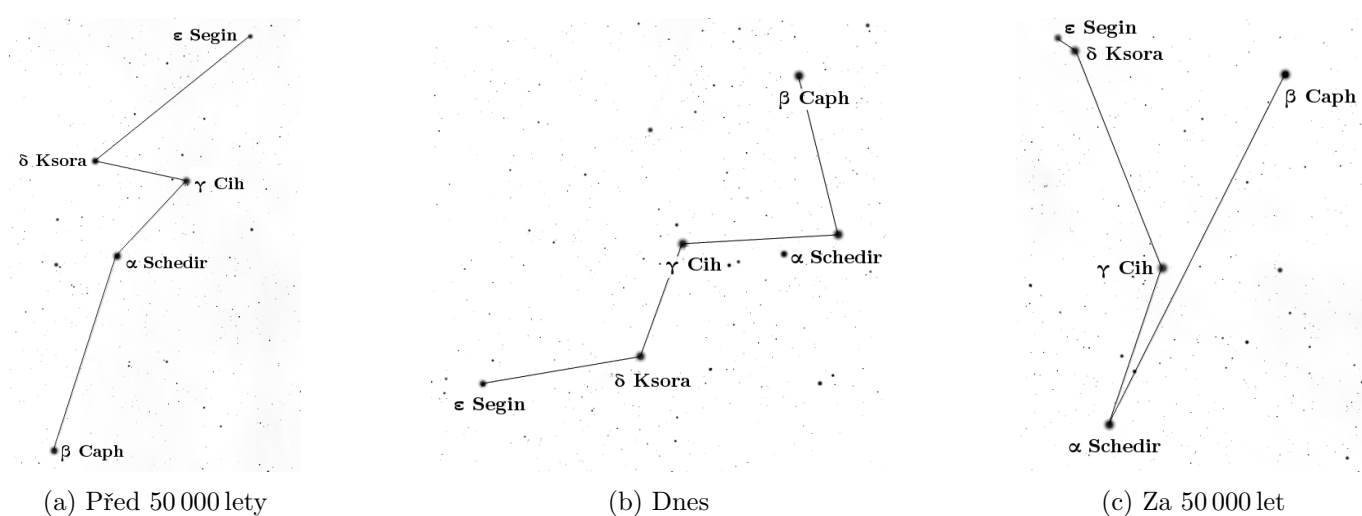 ε Segin
δ Ksora
γ Cih
α Schedir
β Caph
(a) Před 50 000 lety
β Caph
γ Cih
α Schedir
δ Ksora
ε Segin
(b) Dnes
ε Segin
δ Ksora
β Caph
γ Cih
α Schedir
(c) Za 50 000 let